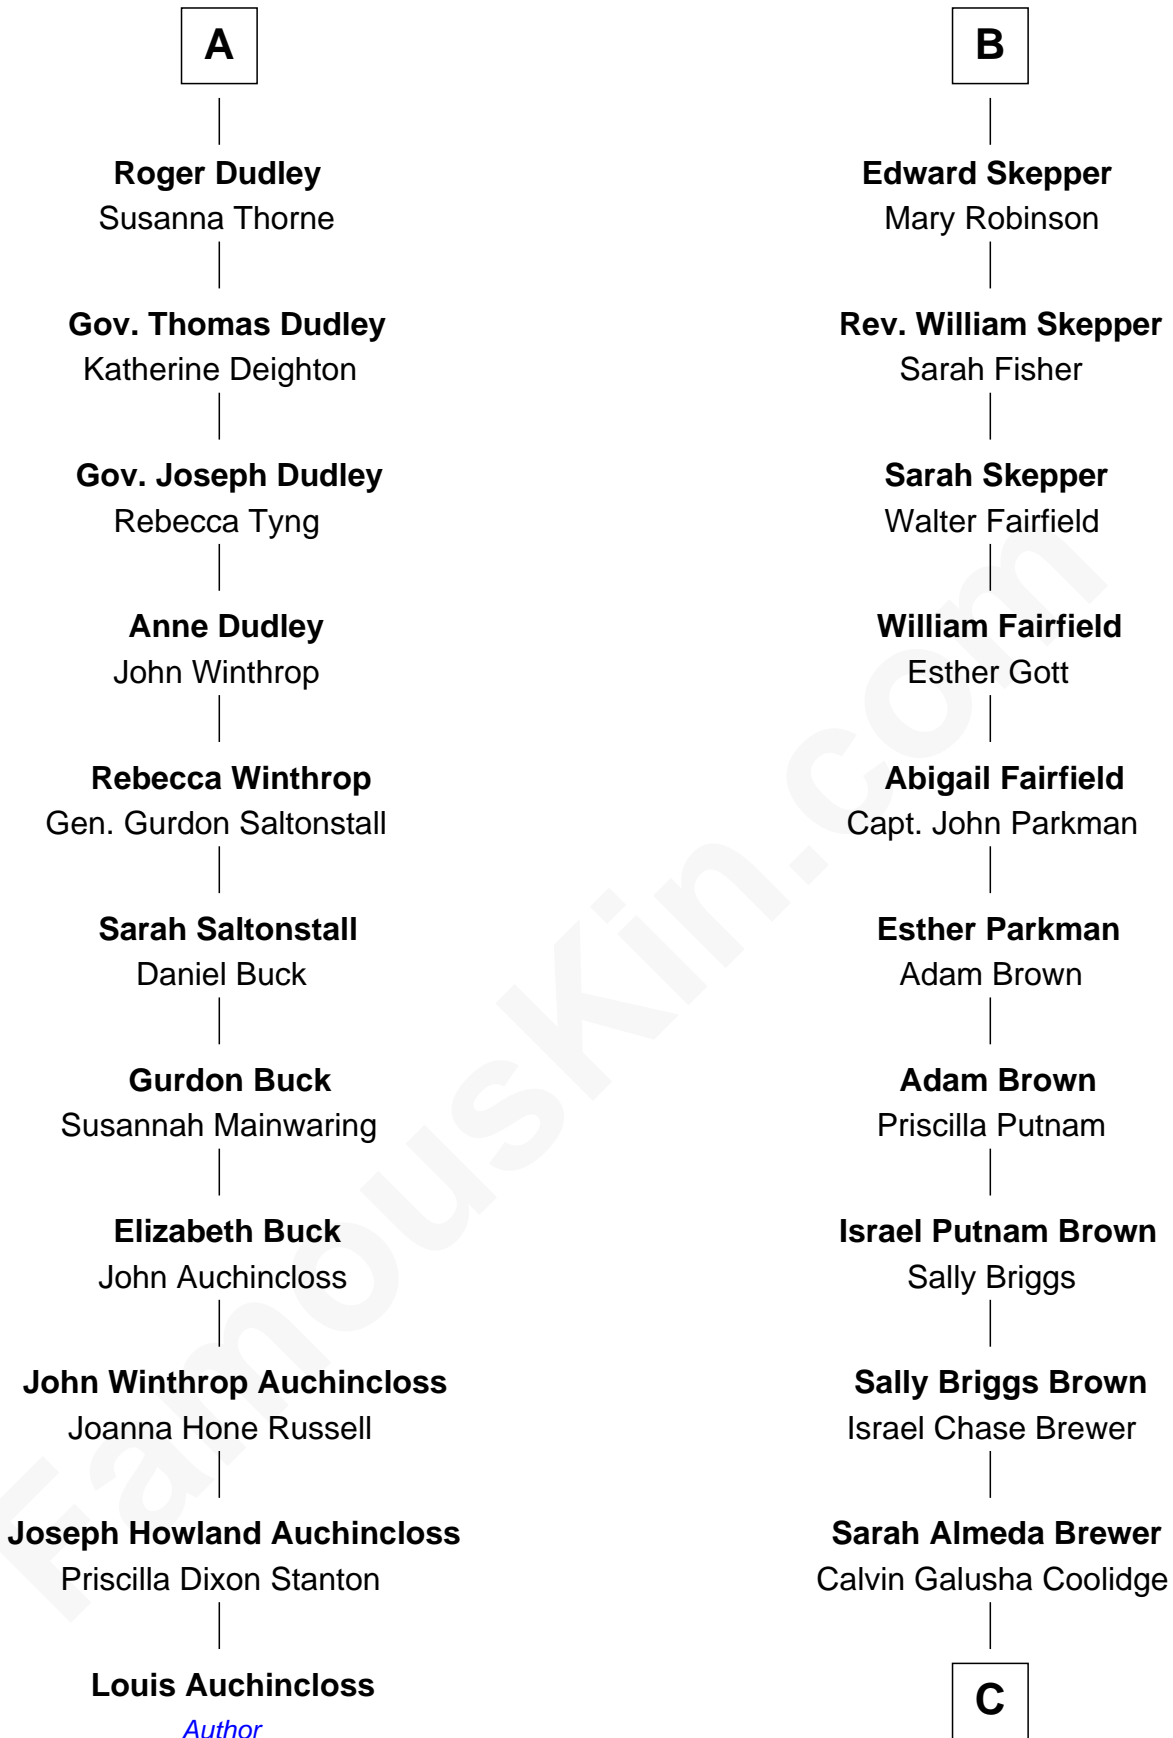 A
Roger Dudley
Susanna Thorne
Gov. Thomas Dudley
Katherine Deighton
Gov. Joseph Dudley
Rebecca Tyng
Anne Dudley
John Winthrop
Rebecca Winthrop
Gen. Gurdon Saltonstall
Sarah Saltonstall
Daniel Buck
Gurdon Buck
Susannah Mainwaring
Elizabeth Buck
John Auchincloss
John Winthrop Auchincloss
Joanna Hone Russell
Joseph Howland Auchincloss
Priscilla Dixon Stanton
Louis Auchincloss
Author
B
Edward Skepper
Mary Robinson
Rev. William Skepper
Sarah Fisher
Sarah Skepper
Walter Fairfield
William Fairfield
Esther Gott
Abigail Fairfield
Capt. John Parkman
Esther Parkman
Adam Brown
Adam Brown
Priscilla Putnam
Israel Putnam Brown
Sally Briggs
Sally Briggs Brown
Israel Chase Brewer
Sarah Almeda Brewer
Calvin Galusha Coolidge
C
FamousKin.com